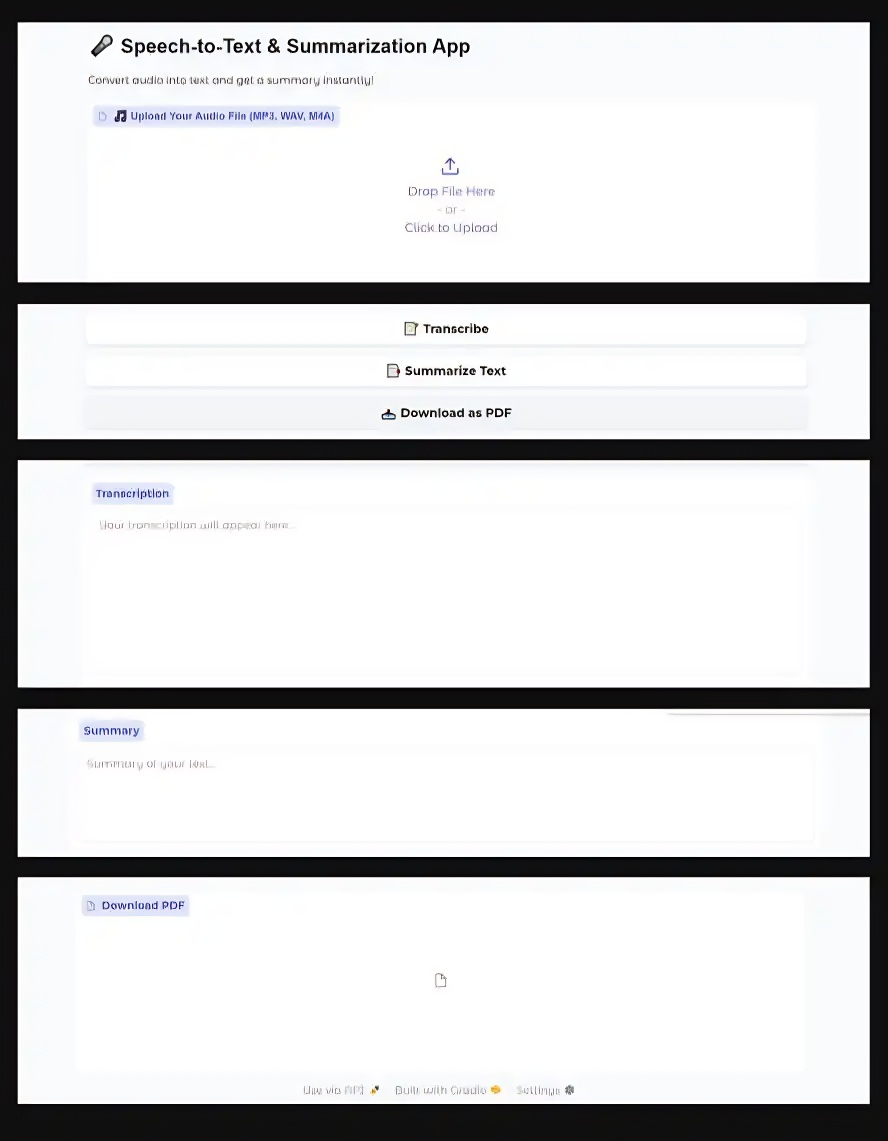 🎤 Speech-to-Text & Summarization App
Convert audio into text and get a summary instantly!
🎵 Upload Your Audio File (MP3, WAV, M4A)
Drop File Here
- or -
Click to Upload
📝 Transcribe
📑 Summarize Text
📥 Download as PDF
Transcription
Your transcription will appear here...
Summary
Summary of your text...
Download PDF
Use via API 🚀 Built with Gradio Settings ⚙️